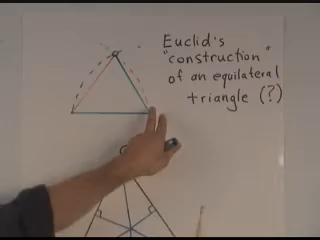 Euclid's
"construction"
of an equilateral
triangle (?)